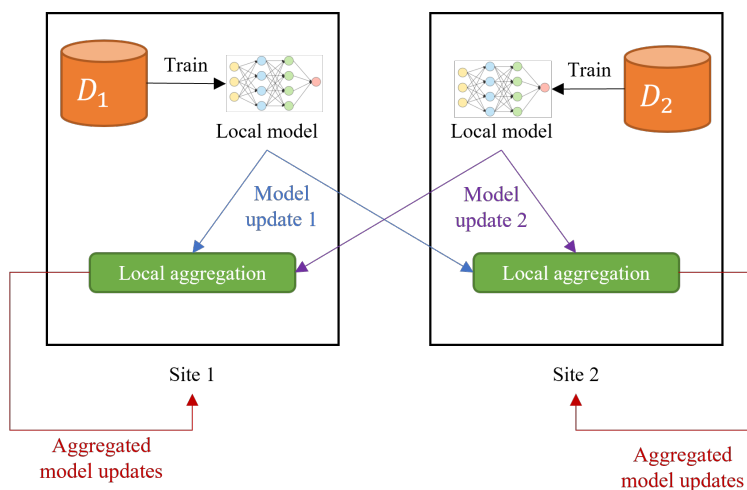 D₁
Train
Local model
Model
update 1
Local aggregation
Site 1
Aggregated
model updates
Train
D₂
Local model
Model
update 2
Local aggregation
Site 2
Aggregated
model updates